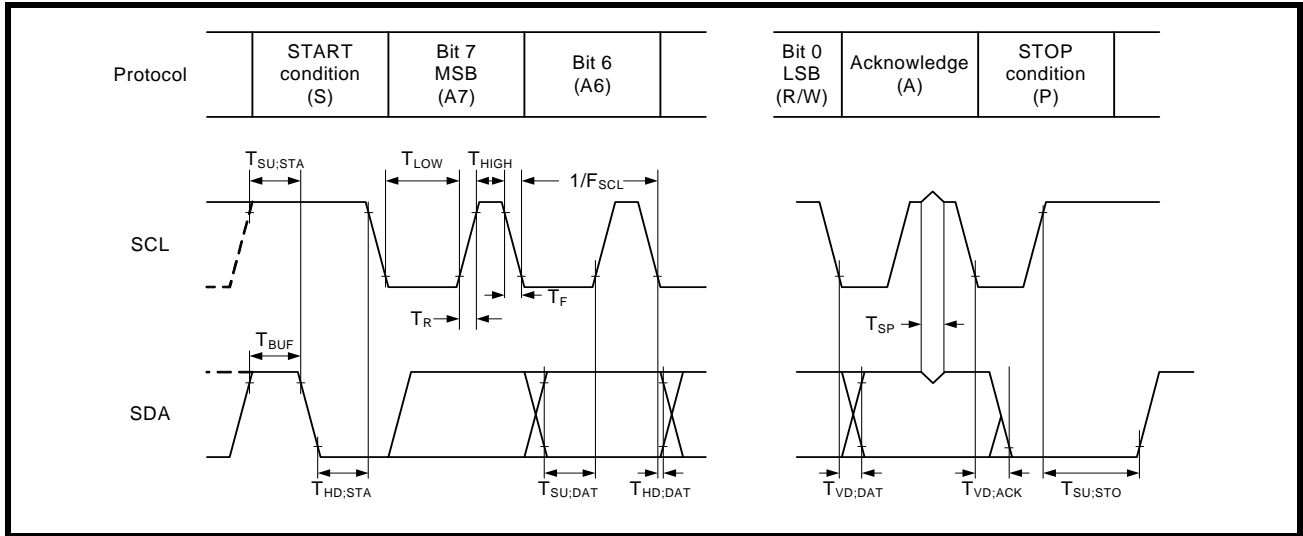 Protocol
START
condition
(S)
Bit 7
MSB
(A7)
Bit 6
(A6)
Bit 0
LSB
(R/W)
Acknowledge
(A)
STOP
condition
(P)
TSU;STA
TLOW
THIGH
1/FSCL
SCL
TF
TR
TSP
TBUF
SDA
THD;STA
TSU;DAT
THD;DAT
TVD;DAT
TVD;ACK
TSU;STO